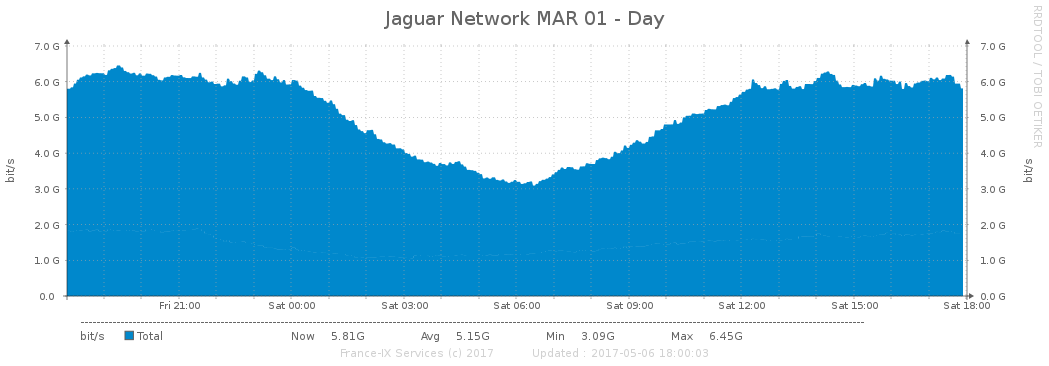 Jaguar Network MAR 01 - Day
RRDTOOL / TOBI OETIKER
7.0 G 7.0 G
6.0 G 6.0 G
5.0 G 5.0 G
4.0 G 4.0 G
3.0 G 3.0 G
2.0 G 2.0 G
1.0 G 1.0 G
0.0 0.0 G
bit/s bit/s
Fri 21:00 Sat 00:00 Sat 03:00 Sat 06:00 Sat 09:00 Sat 12:00 Sat 15:00 Sat 18:00
bit/s Total Now 5.81G Avg 5.15G Min 3.09G Max 6.45G
France-IX Services (c) 2017 Updated : 2017-05-06 18:00:03